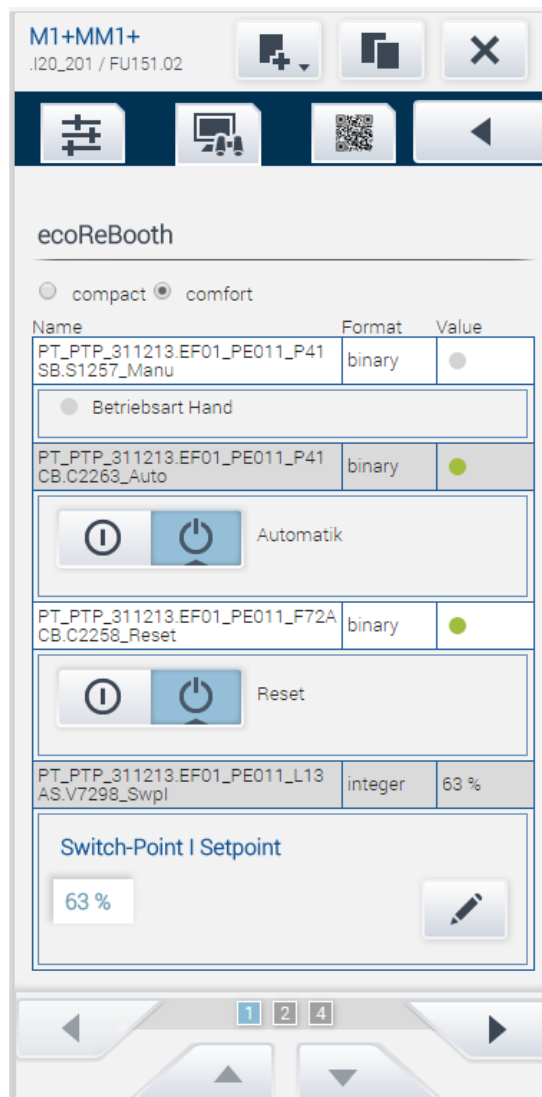 M1+MM1+
.I20_201 / FU151.02
ecoReBooth
compact comfort
Name Format Value
PT_PTP_311213.EF01_PE011_P41 binary
SB.S1257_Manu
Betriebsart Hand
PT_PTP_311213.EF01_PE011_P41 binary
CB.C2263_Auto
Automatik
PT_PTP_311213.EF01_PE011_F72A binary
CB.C2258_Reset
Reset
PT_PTP_311213.EF01_PE011_L13 integer 63 %
AS.V7298_SwpI
Switch-Point I Setpoint
63 %
1 2 4